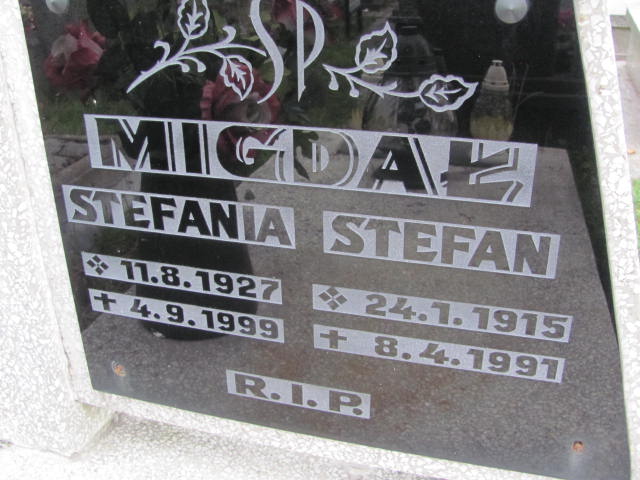 SP
MIGDAŁ
STEFANIA STEFAN
❖ 11.8.1927 ❖ 24.1.1915
✝ 4.9.1999 ✝ 8.4.1991
R.I.P.